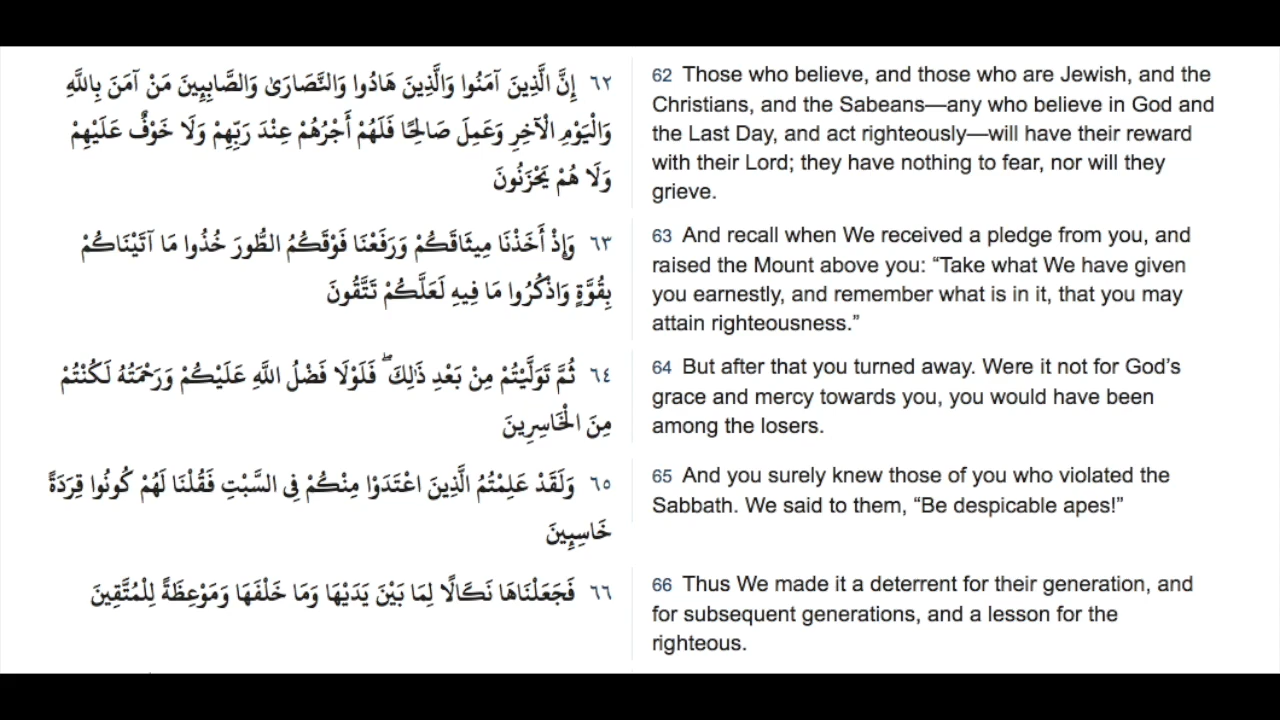 ٦٢ إِنَّ الَّذِينَ آمَنُوا وَالَّذِينَ هَادُوا وَالنَّصَارَىٰ وَالصَّابِئِينَ مَنْ آمَنَ بِاللَّهِ
وَالْيَوْمِ الْآخِرِ وَعَمِلَ صَالِحًا فَلَهُمْ أَجْرُهُمْ عِنْدَ رَبِّهِمْ وَلَا خَوْفٌ عَلَيْهِمْ
وَلَا هُمْ يَحْزَنُونَ
62 Those who believe, and those who are Jewish, and the
Christians, and the Sabeans—any who believe in God and
the Last Day, and act righteously—will have their reward
with their Lord; they have nothing to fear, nor will they
grieve.
٦٣ وَإِذْ أَخَذْنَا مِيثَاقَكُمْ وَرَفَعْنَا فَوْقَكُمُ الطُّورَ خُذُوا مَا آتَيْنَاكُمْ
بِقُوَّةٍ وَاذْكُرُوا مَا فِيهِ لَعَلَّكُمْ تَتَّقُونَ
63 And recall when We received a pledge from you, and
raised the Mount above you: “Take what We have given
you earnestly, and remember what is in it, that you may
attain righteousness.”
٦٤ ثُمَّ تَوَلَّيْتُمْ مِنْ بَعْدِ ذَٰلِكَ ۖ فَلَوْلَا فَضْلُ اللَّهِ عَلَيْكُمْ وَرَحْمَتُهُ لَكُنْتُمْ
مِنَ الْخَاسِرِينَ
64 But after that you turned away. Were it not for God’s
grace and mercy towards you, you would have been
among the losers.
٦٥ وَلَقَدْ عَلِمْتُمُ الَّذِينَ اعْتَدَوْا مِنْكُمْ فِي السَّبْتِ فَقُلْنَا لَهُمْ كُونُوا قِرَدَةً
خَاسِئِينَ
65 And you surely knew those of you who violated the
Sabbath. We said to them, “Be despicable apes!”
٦٦ فَجَعَلْنَاهَا نَكَالًا لِمَا بَيْنَ يَدَيْهَا وَمَا خَلْفَهَا وَمَوْعِظَةً لِلْمُتَّقِينَ
66 Thus We made it a deterrent for their generation, and
for subsequent generations, and a lesson for the
righteous.